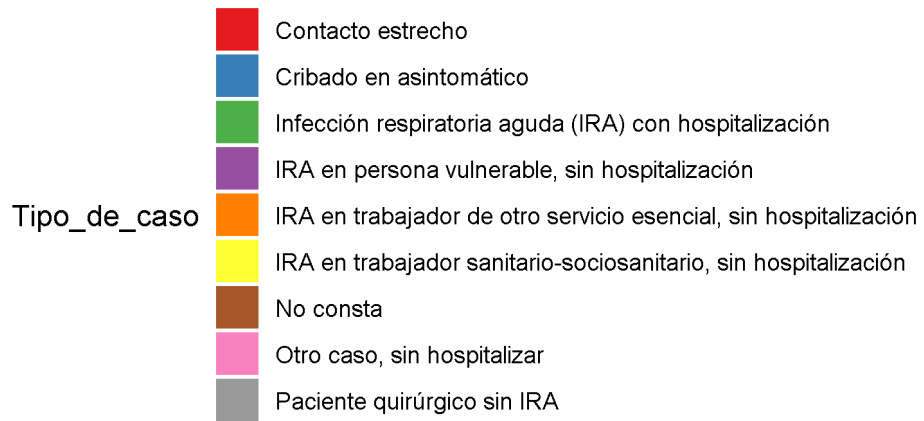 Contacto estrecho
Cribado en asintomático
Infección respiratoria aguda (IRA) con hospitalización
IRA en persona vulnerable, sin hospitalización
Tipo_de_caso
IRA en trabajador de otro servicio esencial, sin hospitalización
IRA en trabajador sanitario-sociosanitario, sin hospitalización
No consta
Otro caso, sin hospitalizar
Paciente quirúrgico sin IRA